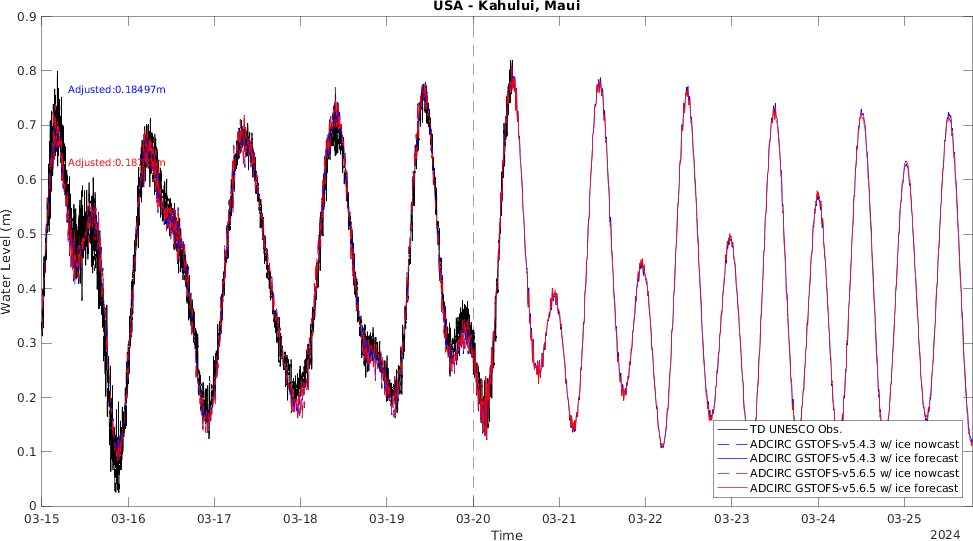 USA - Kahului, Maui
0.9
0.8
0.7
0.6
0.5
0.4
0.3
0.2
0.1
0
Water Level (m)
Adjusted:0.18497m
Adjusted:0.18
TD UNESCO Obs.
ADCIRC GSTOFS-v5.4.3 w/ ice nowcast
ADCIRC GSTOFS-v5.4.3 w/ ice forecast
ADCIRC GSTOFS-v5.6.5 w/ ice nowcast
ADCIRC GSTOFS-v5.6.5 w/ ice forecast
03-15 03-16 03-17 03-18 03-19 03-20 03-21 03-22 03-23 03-24 03-25
Time
2024